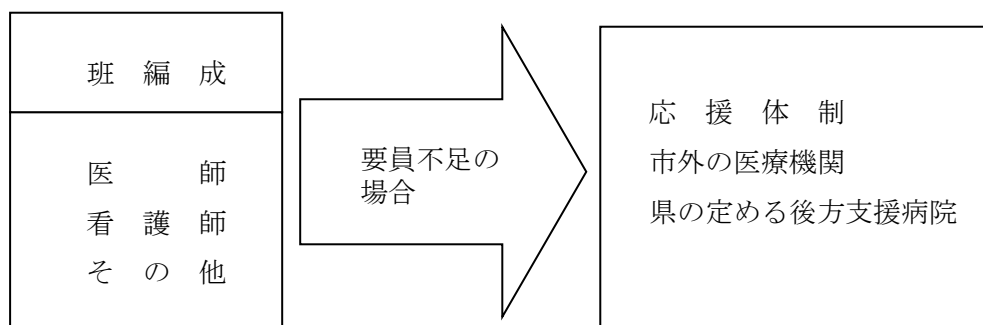 班　編　成
医　　　師
看　護　師
そ　の　他
要員不足の
場合
応　援　体　制
市外の医療機関
県の定める後方支援病院